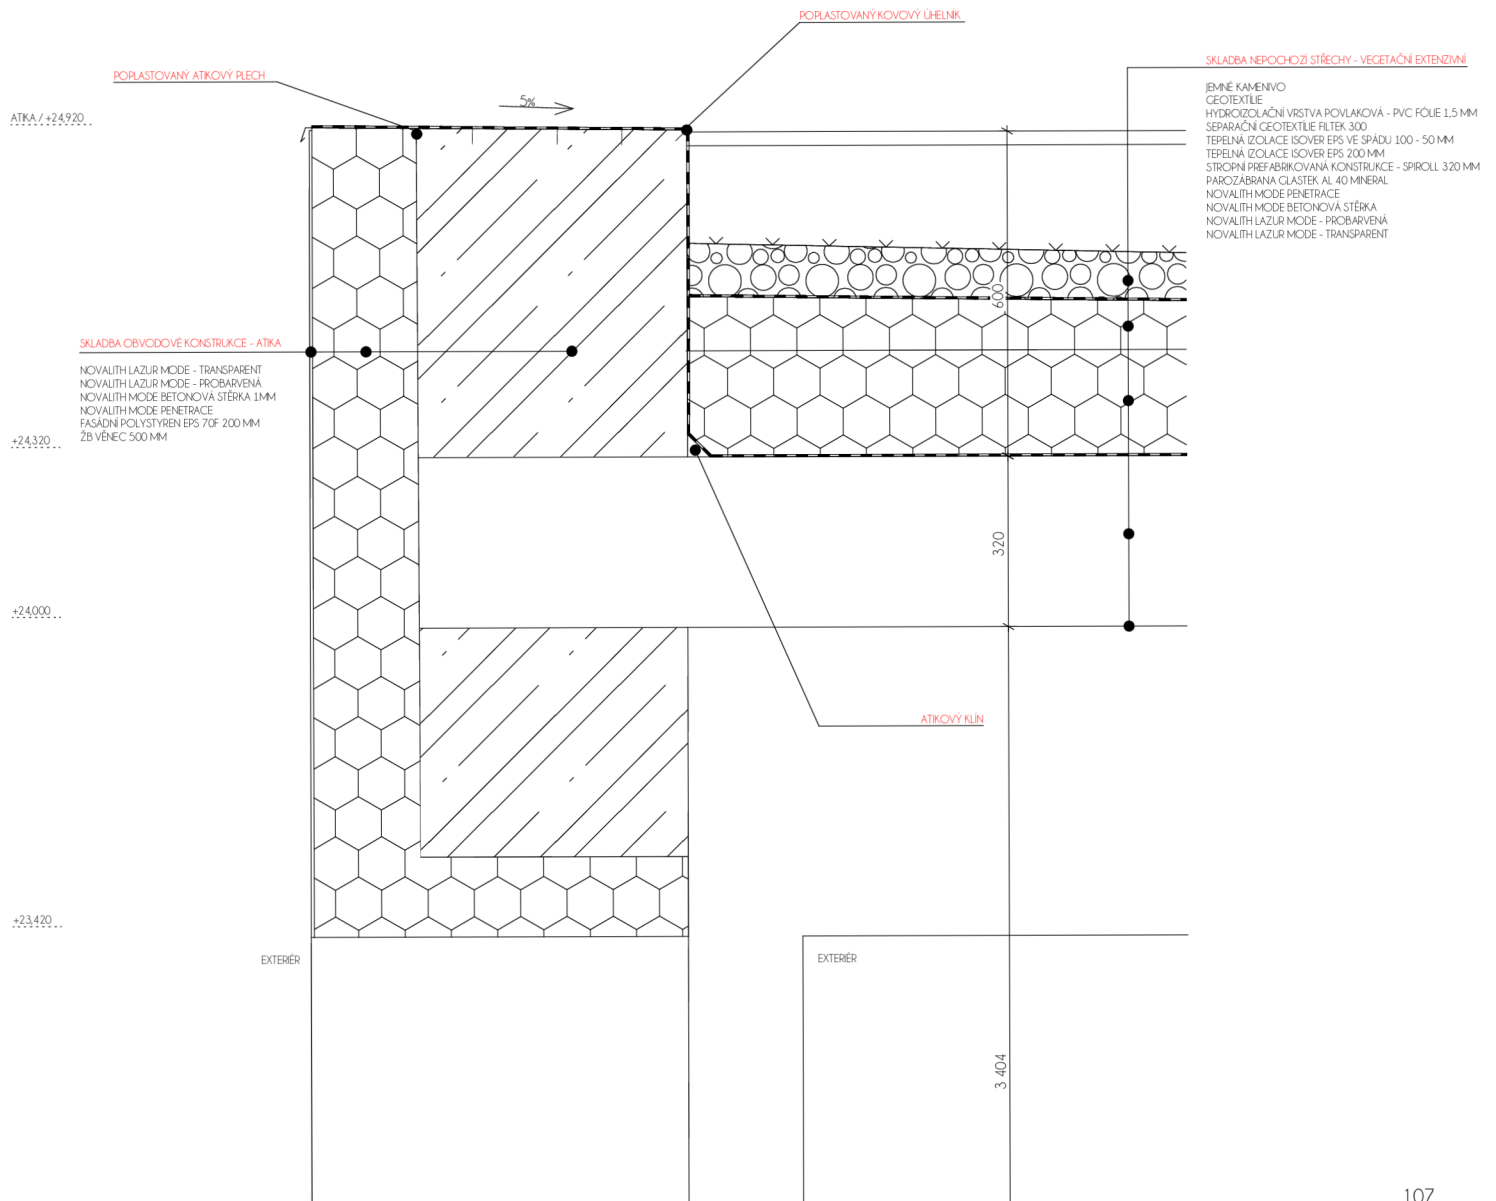 POPLASTOVANÝ KOVOVÝ ÚHELNÍK
POPLASTOVANÝ ATIKOVÝ PLECH
SKLADBA NEPOCHOZÍ STŘECHY - VEGETAČNÍ EXTENZIVNÍ
JEMNÉ KAMENIVO
GEOTEXTÍLIE
HYDROIZOLAČNÍ VRSTVA POVLAKOVÁ - PVC FÓLIE 1,5 MM
SEPARAČNÍ GEOTEXTÍLIE FILTEK 300
TEPELNÁ IZOLACE ISOVER EPS VE SPÁDU 100 - 50 MM
TEPELNÁ IZOLACE ISOVER EPS 200 MM
STROPNÍ PREFABRIKOVANÁ KONSTRUKCE - SPIROLL 320 MM
PAROZÁBRANA GLASTEK AL 40 MINERAL
NOVALITH MODE PENETRACE
NOVALITH MODE BETONOVÁ STĚRKA
NOVALITH LAZUR MODE - PROBARVENÁ
NOVALITH LAZUR MODE - TRANSPARENT
5%
ATIKA / +24,920
600
SKLADBA OBVODOVÉ KONSTRUKCE - ATIKA
NOVALITH LAZUR MODE - TRANSPARENT
NOVALITH LAZUR MODE - PROBARVENÁ
NOVALITH MODE BETONOVÁ STĚRKA 1MM
NOVALITH MODE PENETRACE
FASÁDNÍ POLYSTYREN EPS 70F 200 MM
ŽB VĚNEC 500 MM
+24,320
320
+24,000
ATIKOVÝ KLÍN
+23,420
EXTERIÉR
EXTERIÉR
3 404
107